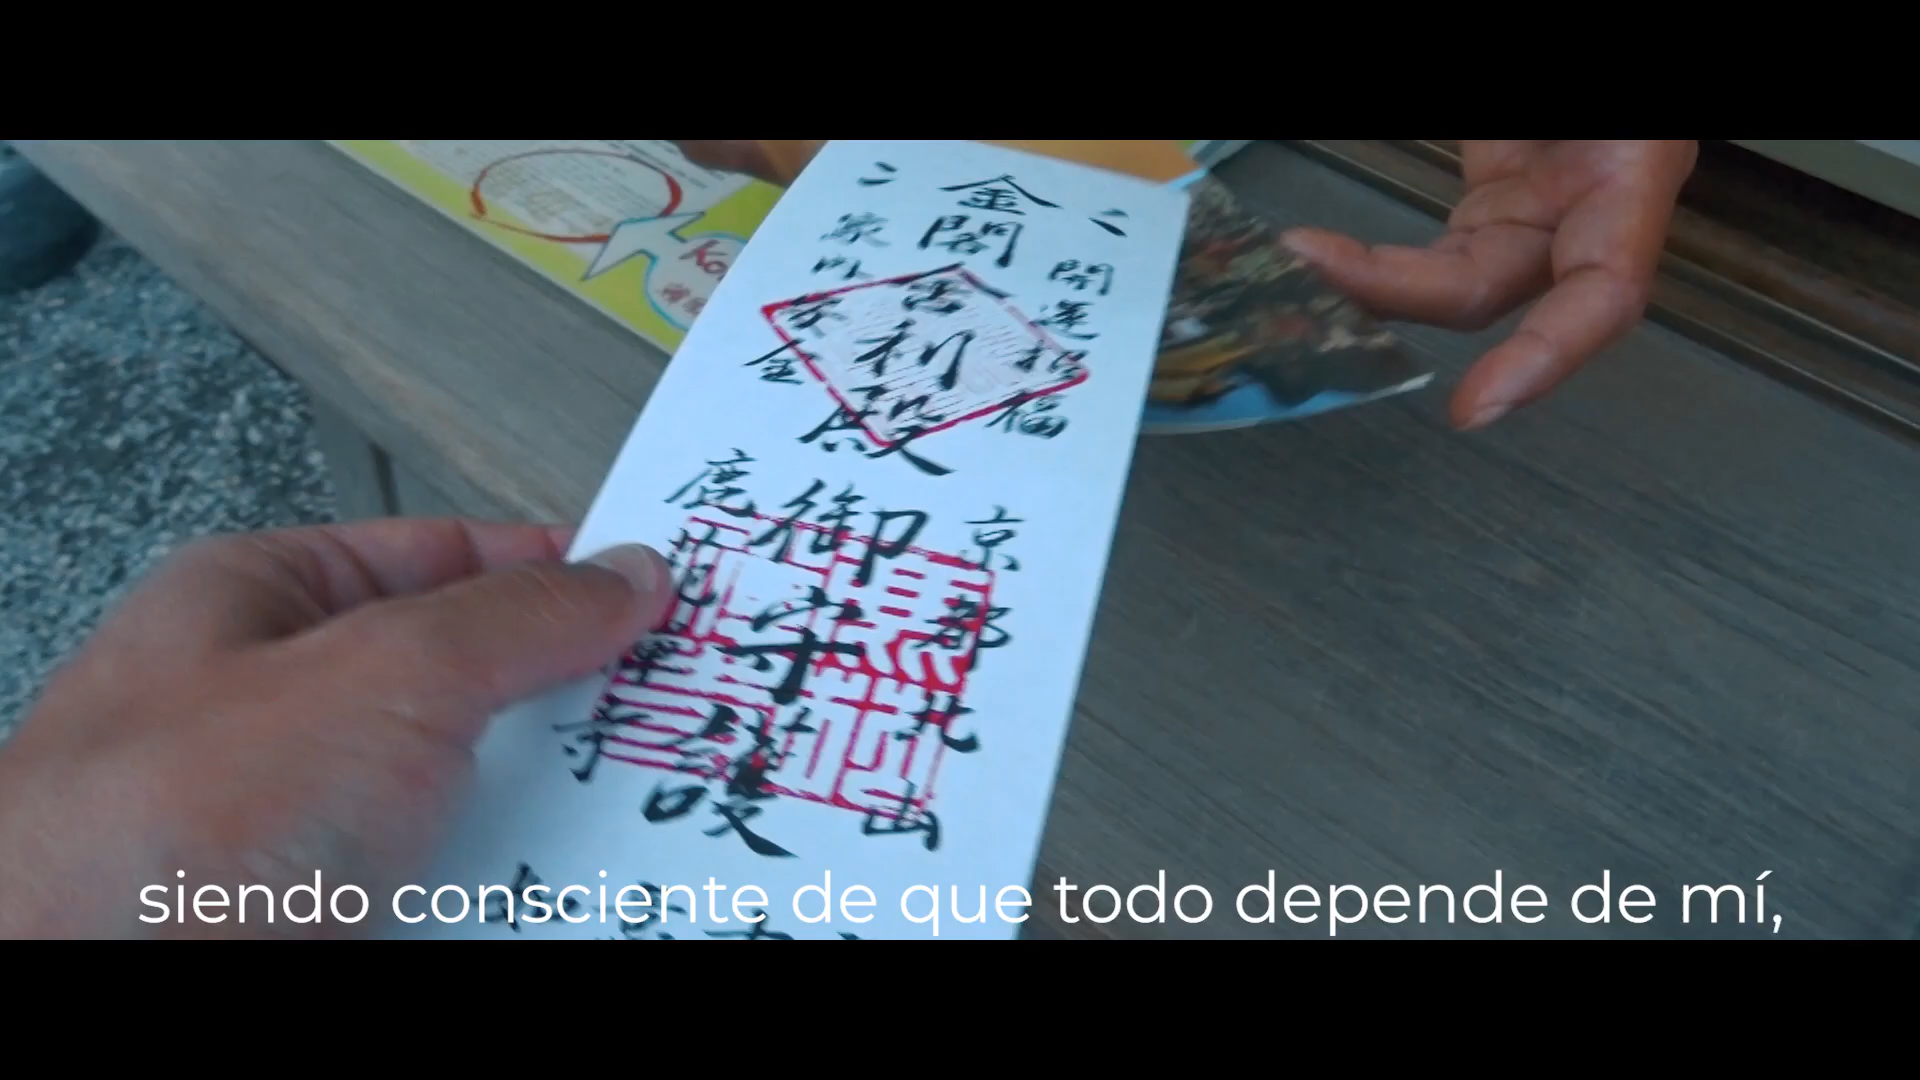 金閣舎利殿
御守護
開運招福
家内安全
京都北山
鹿苑禅寺
siendo consciente de que todo depende de mí,